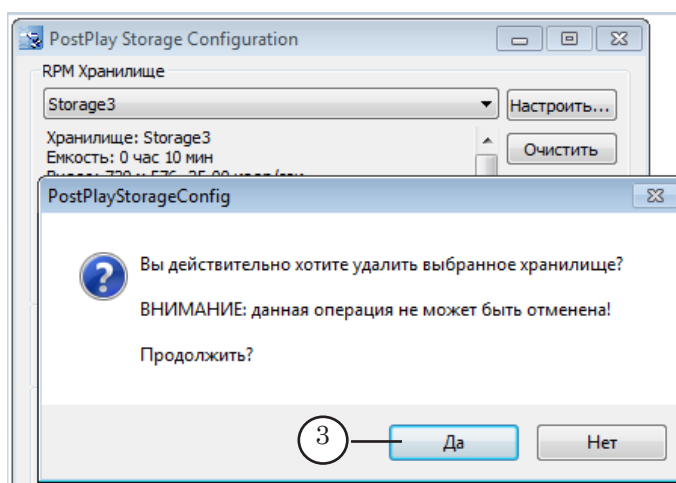 PostPlay Storage Configuration
RPM Хранилище
Storage3
Настроить...
Хранилище: Storage3
Емкость: 0 час 10 мин
Очистить
PostPlayStorageConfig
Вы действительно хотите удалить выбранное хранилище?
ВНИМАНИЕ: данная операция не может быть отменена!
Продолжить?
3
Да
Нет